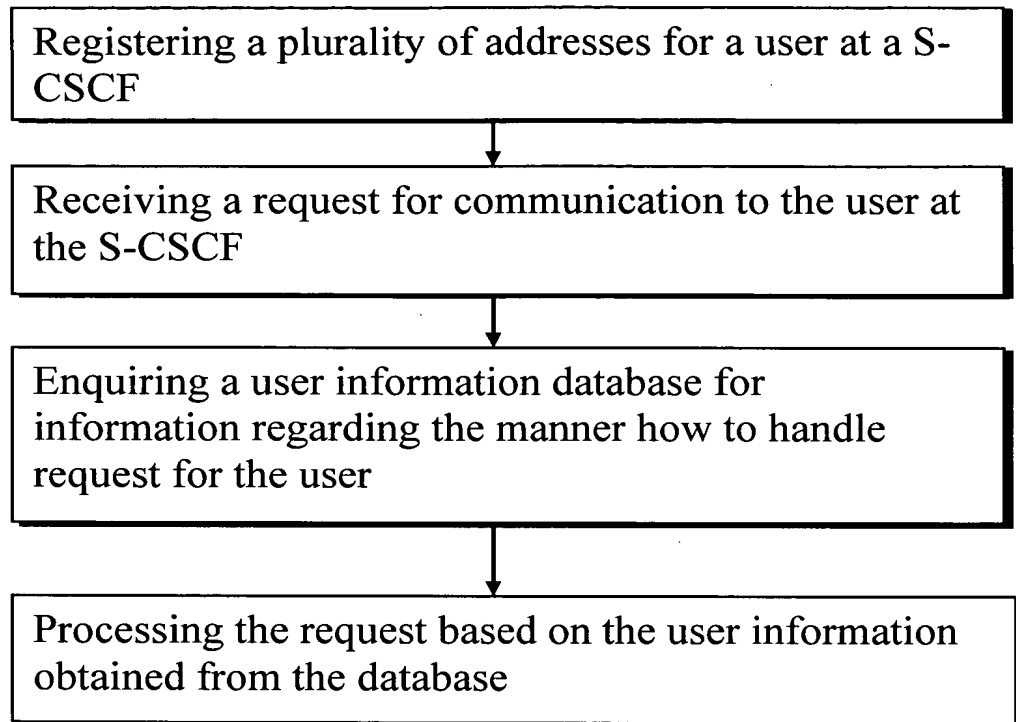 Registering a plurality of addresses for a user at a S-
CSCF
Receiving a request for communication to the user at
the S-CSCF
Enquiring a user information database for
information regarding the manner how to handle
request for the user
Processing the request based on the user information
obtained from the database